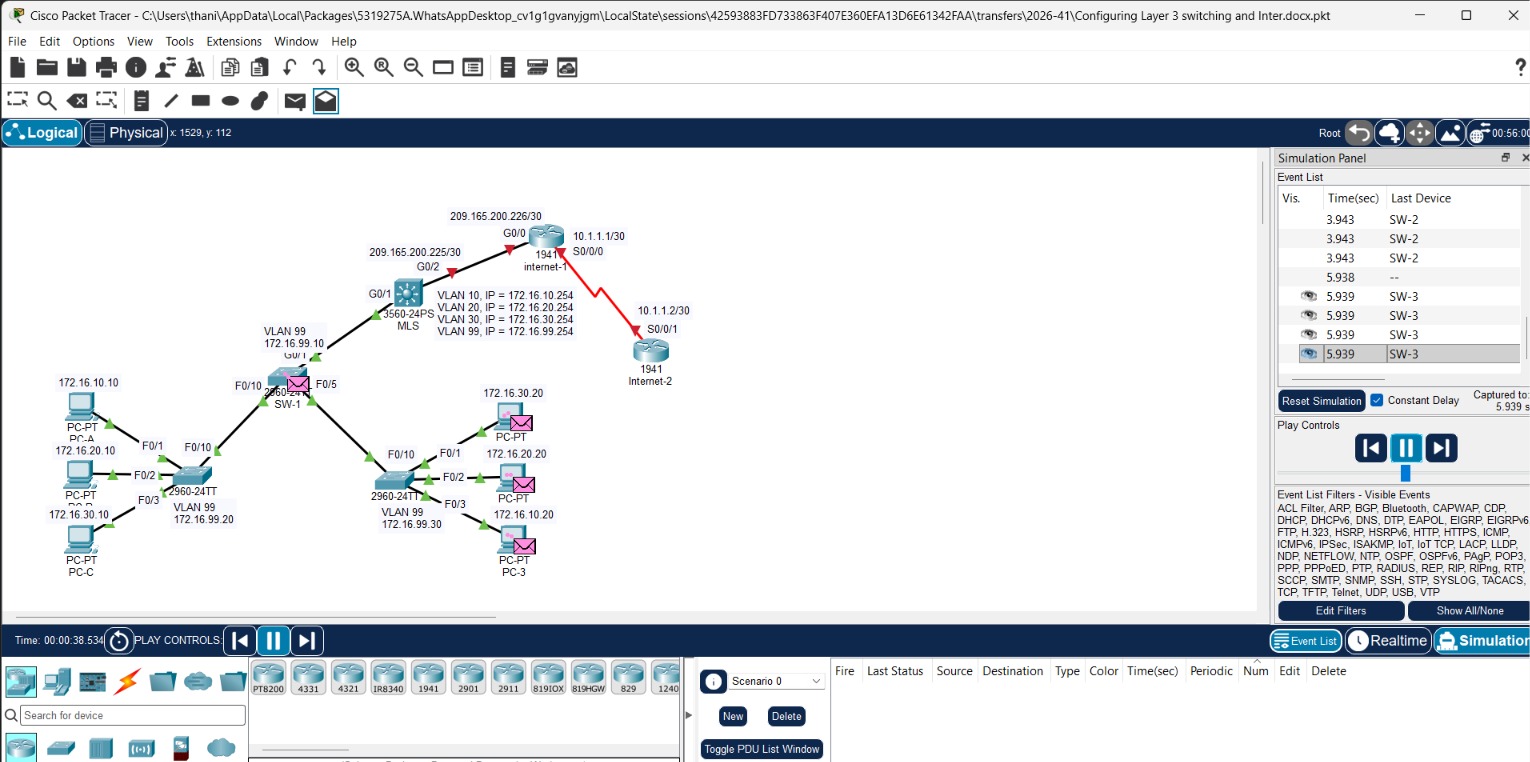 Cisco Packet Tracer - C:\Users\thani\AppData\Local\Packages\5319275A.WhatsAppDesktop_cv1g1gvanyjgm\LocalState\sessions\42593883FD733863F407E360EFA13D6E61342FAA\transfers\2026-41\Configuring Layer 3 switching and Inter.docx.pkt
File Edit Options View Tools Extensions Window Help
Logical Physical x: 1529, y: 112 Root 00:56:00
Simulation Panel
Event List
Vis. Time(sec) Last Device
3.943 SW-2
3.943 SW-2
3.943 SW-2
5.938 --
5.939 SW-3
5.939 SW-3
5.939 SW-3
5.939 SW-3
Reset Simulation Constant Delay Captured to:
5.939 s
Play Controls
Event List Filters - Visible Events
ACL Filter, ARP, BGP, Bluetooth, CAPWAP, CDP,
DHCP, DHCPv6, DNS, DTP, EAPOL, EIGRP, EIGRPv6
FTP, H.323, HSRP, HSRPv6, HTTP, HTTPS, ICMP,
ICMPv6, IPSec, ISAKMP, IoT, IoT TCP, LACP, LLDP,
NDP, NETFLOW, NTP, OSPF, OSPFv6, PAgP, POP3,
PPP, PPPoED, PTP, RADIUS, REP, RIP, RIPng, RTP,
SCCP, SMTP, SNMP, SSH, STP, SYSLOG, TACACS,
TCP, TFTP, Telnet, UDP, USB, VTP
Edit Filters Show All/None
209.165.200.226/30
G0/0
10.1.1.1/30
S0/0/0
1941
internet-1
209.165.200.225/30
G0/2
G0/1
3560-24PS
MLS
VLAN 10, IP = 172.16.10.254
VLAN 20, IP = 172.16.20.254
VLAN 30, IP = 172.16.30.254
VLAN 99, IP = 172.16.99.254
10.1.1.2/30
S0/0/1
1941
Internet-2
VLAN 99
172.16.99.10
G0/1
F0/10 F0/5
SW-1
172.16.10.10
PC-PT
PC-A
172.16.20.10
PC-PT
172.16.30.10
PC-PT
PC-C
F0/1 F0/10
F0/2
F0/3
2960-24TT
VLAN 99
172.16.99.20
172.16.30.20
PC-PT
172.16.20.20
PC-PT
172.16.10.20
PC-PT
PC-3
F0/10 F0/1
F0/2
F0/3
2960-24TT
VLAN 99
172.16.99.30
Time: 00:00:38.534 PLAY CONTROLS: Event List Realtime Simulation
PT8200 4331 4321 IR8340 1941 2901 2911 819IOX 819HGW 829 1240
Search for device
Scenario 0
New Delete
Toggle PDU List Window
Fire Last Status Source Destination Type Color Time(sec) Periodic Num Edit Delete